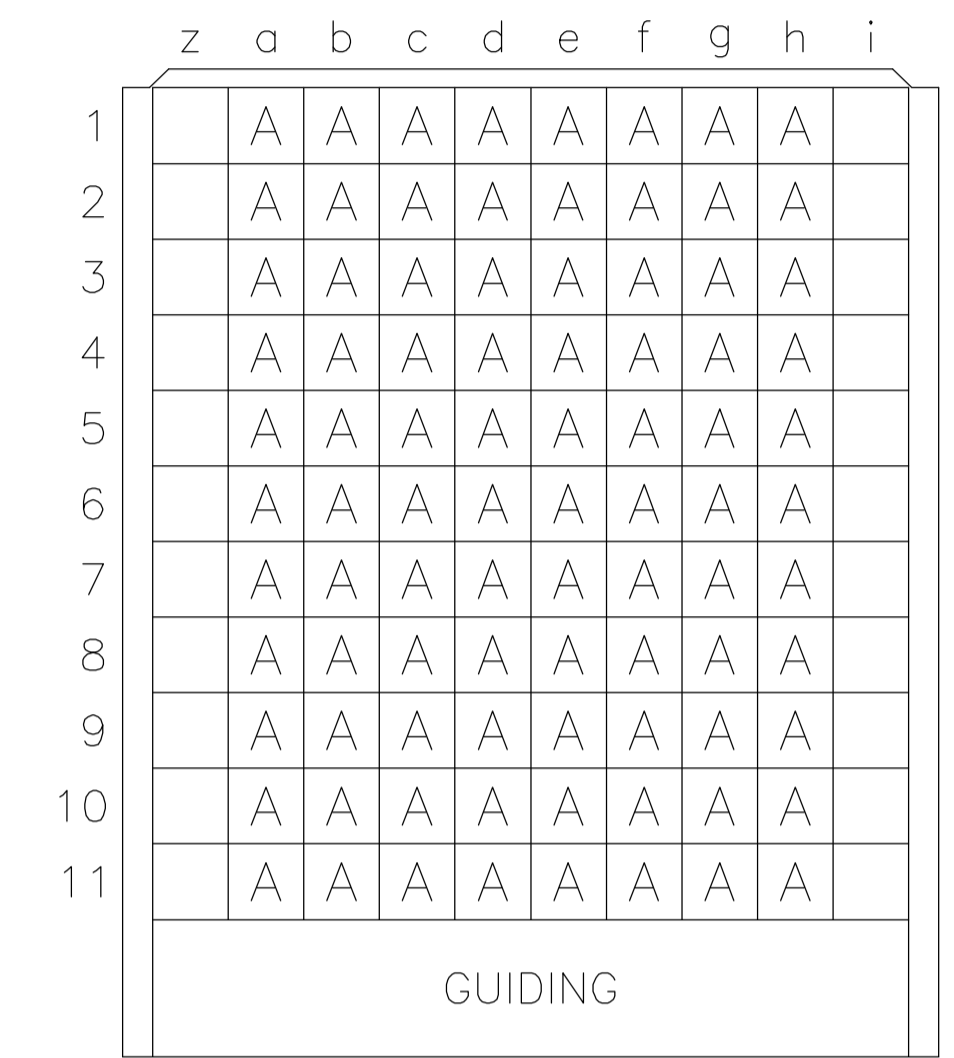 z a b c d e f g h i
1 A A A A A A A A
2 A A A A A A A A
3 A A A A A A A A
4 A A A A A A A A
5 A A A A A A A A
6 A A A A A A A A
7 A A A A A A A A
8 A A A A A A A A
9 A A A A A A A A
10 A A A A A A A A
11 A A A A A A A A
GUIDING